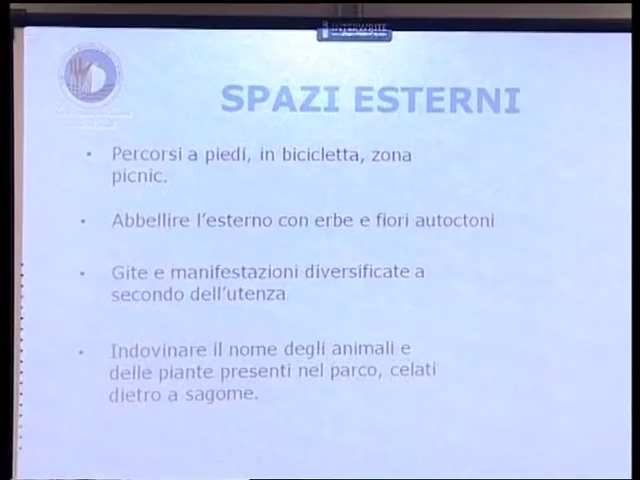 INTERWRITE
SPAZI ESTERNI
• Percorsi a piedi, in bicicletta, zona
picnic.
• Abbellire l'esterno con erbe e fiori autoctoni
• Gite e manifestazioni diversificate a
secondo dell'utenza
• Indovinare il nome degli animali e
delle piante presenti nel parco, celati
dietro a sagome.